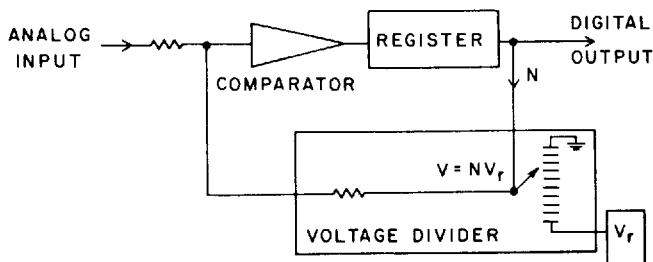 ANALOG
INPUT
COMPARATOR
REGISTER
DIGITAL
OUTPUT
N
V = NVr
VOLTAGE DIVIDER
Vr